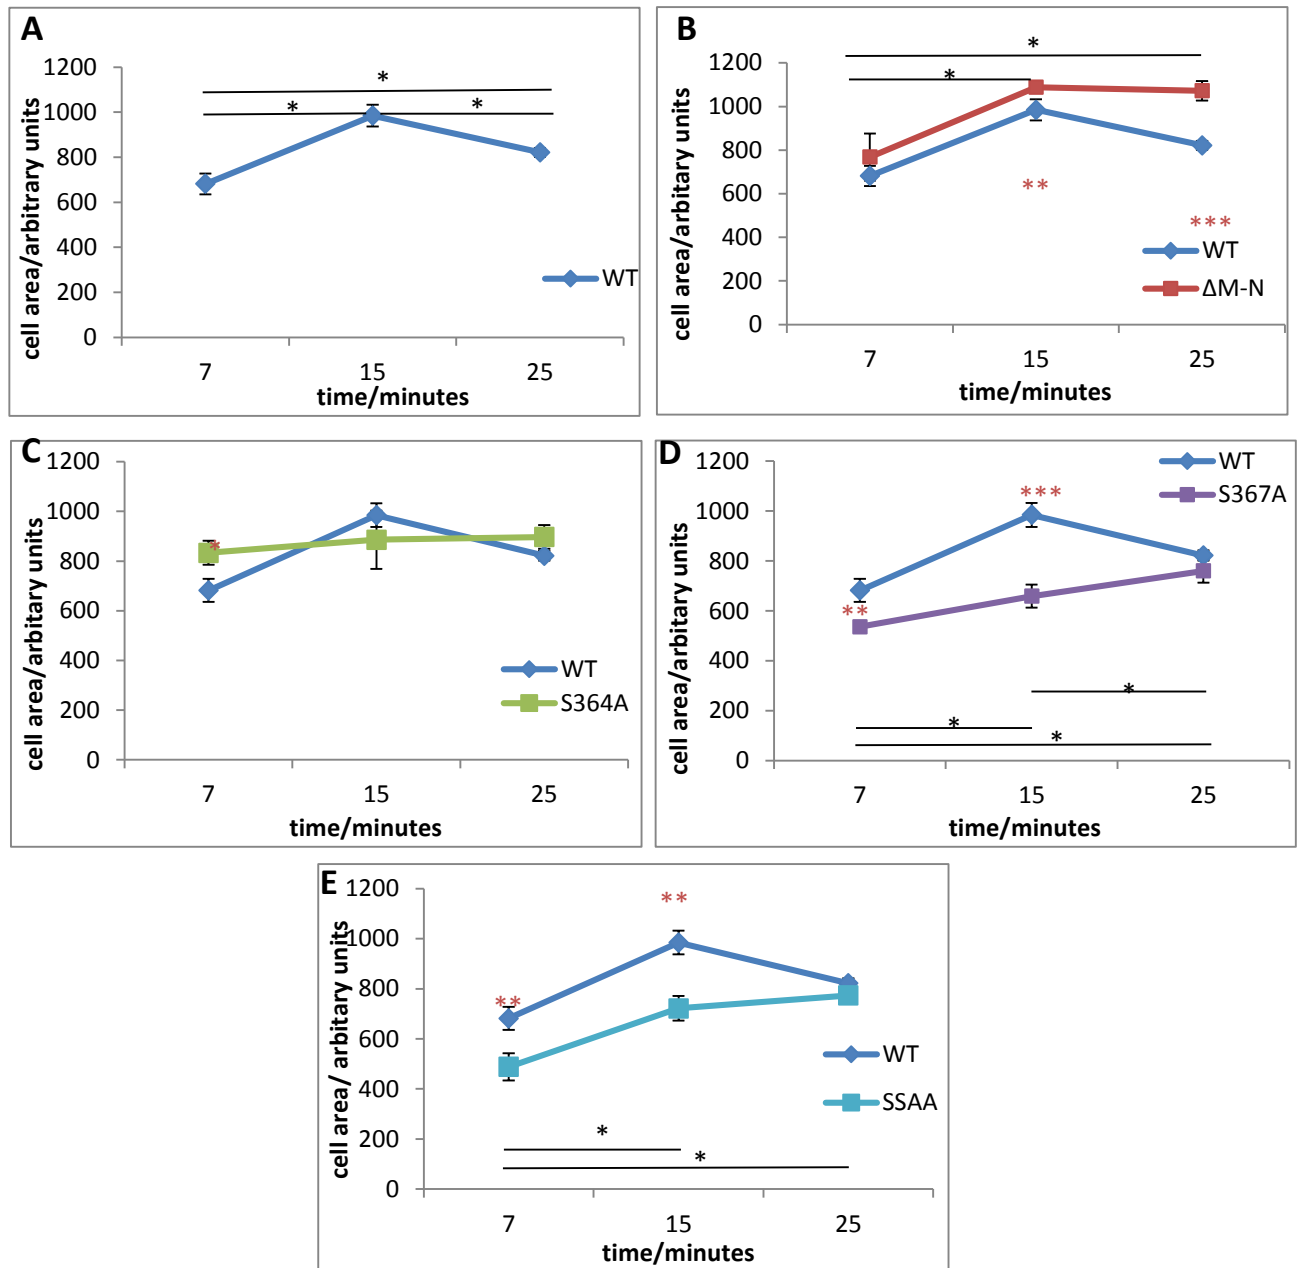 A
1200
1000
800
600
400
200
0
cell area/arbitrary units
*
*
*
WT
7 15 25
time/minutes
B
1200
1000
800
600
400
200
0
cell area/arbitary units
*
*
**
***
WT
ΔM-N
7 15 25
time/minutes
C
1200
1000
800
600
400
200
0
cell area/arbitary units
*
WT
S364A
7 15 25
time/minutes
D
1200
1000
800
600
400
200
0
cell area/arbitary units
WT
S367A
***
**
*
*
*
7 15 25
time/minutes
E
1200
1000
800
600
400
200
0
cell area/ arbitary units
**
**
WT
SSAA
*
*
7 15 25
time/minutes